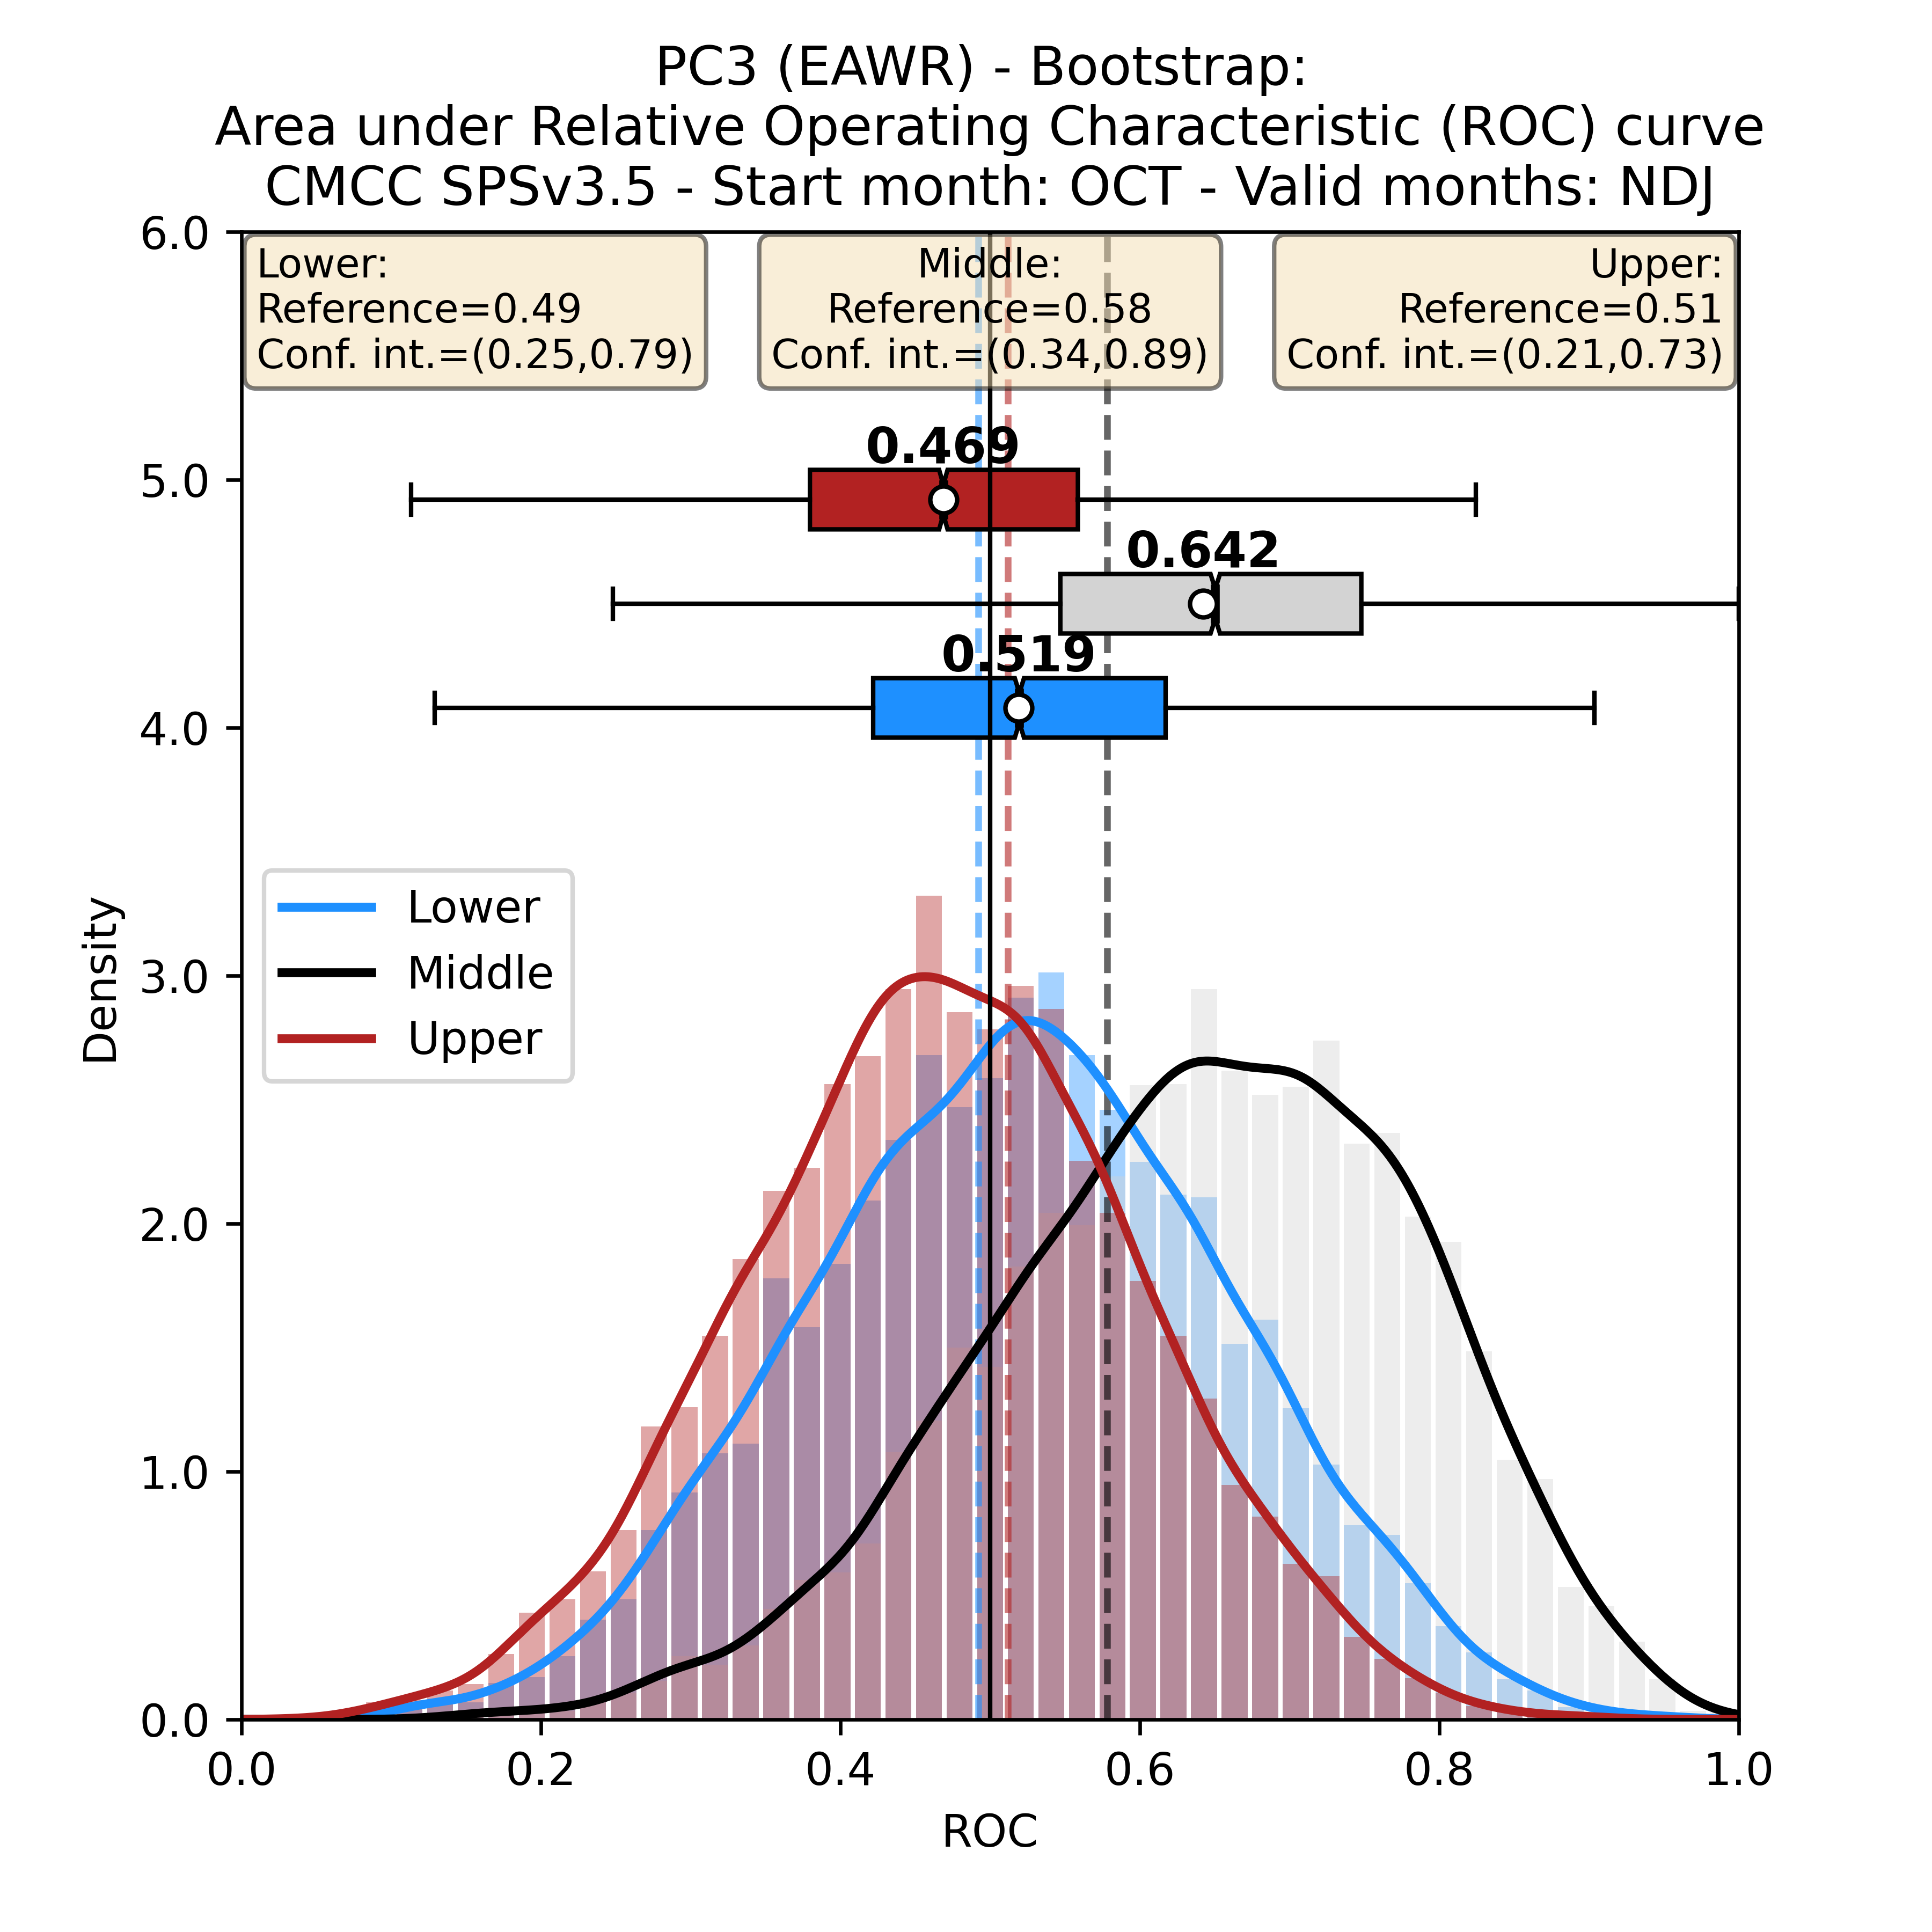 PC3 (EAWR) - Bootstrap:
Area under Relative Operating Characteristic (ROC) curve
CMCC SPSv3.5 - Start month: OCT - Valid months: NDJ
6.0
Lower:
Reference=0.49
Conf. int.=(0.25,0.79)
Middle:
Reference=0.58
Conf. int.=(0.34,0.89)
Upper:
Reference=0.51
Conf. int.=(0.21,0.73)
0.469
5.0
0.642
0.519
4.0
Lower
Middle
Upper
Density
3.0
2.0
1.0
0.0
0.0
0.2
0.4
0.6
0.8
1.0
ROC